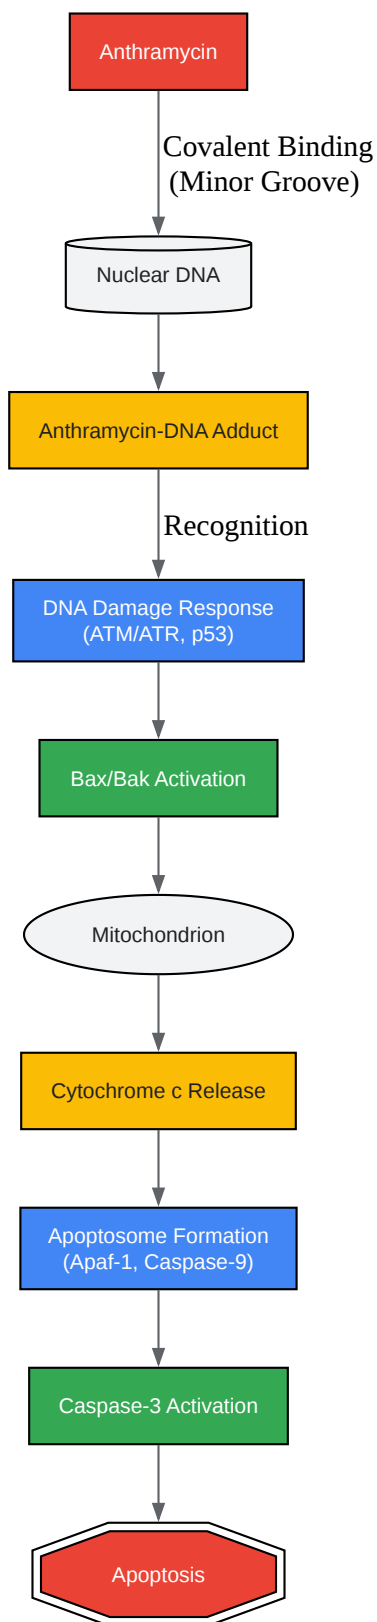 Anthramycin
Covalent Binding
(Minor Groove)
Nuclear DNA
Anthramycin-DNA Adduct
Recognition
DNA Damage Response
(ATM/ATR, p53)
Bax/Bak Activation
Mitochondrion
Cytochrome c Release
Apoptosome Formation
(Apaf-1, Caspase-9)
Caspase-3 Activation
Apoptosis